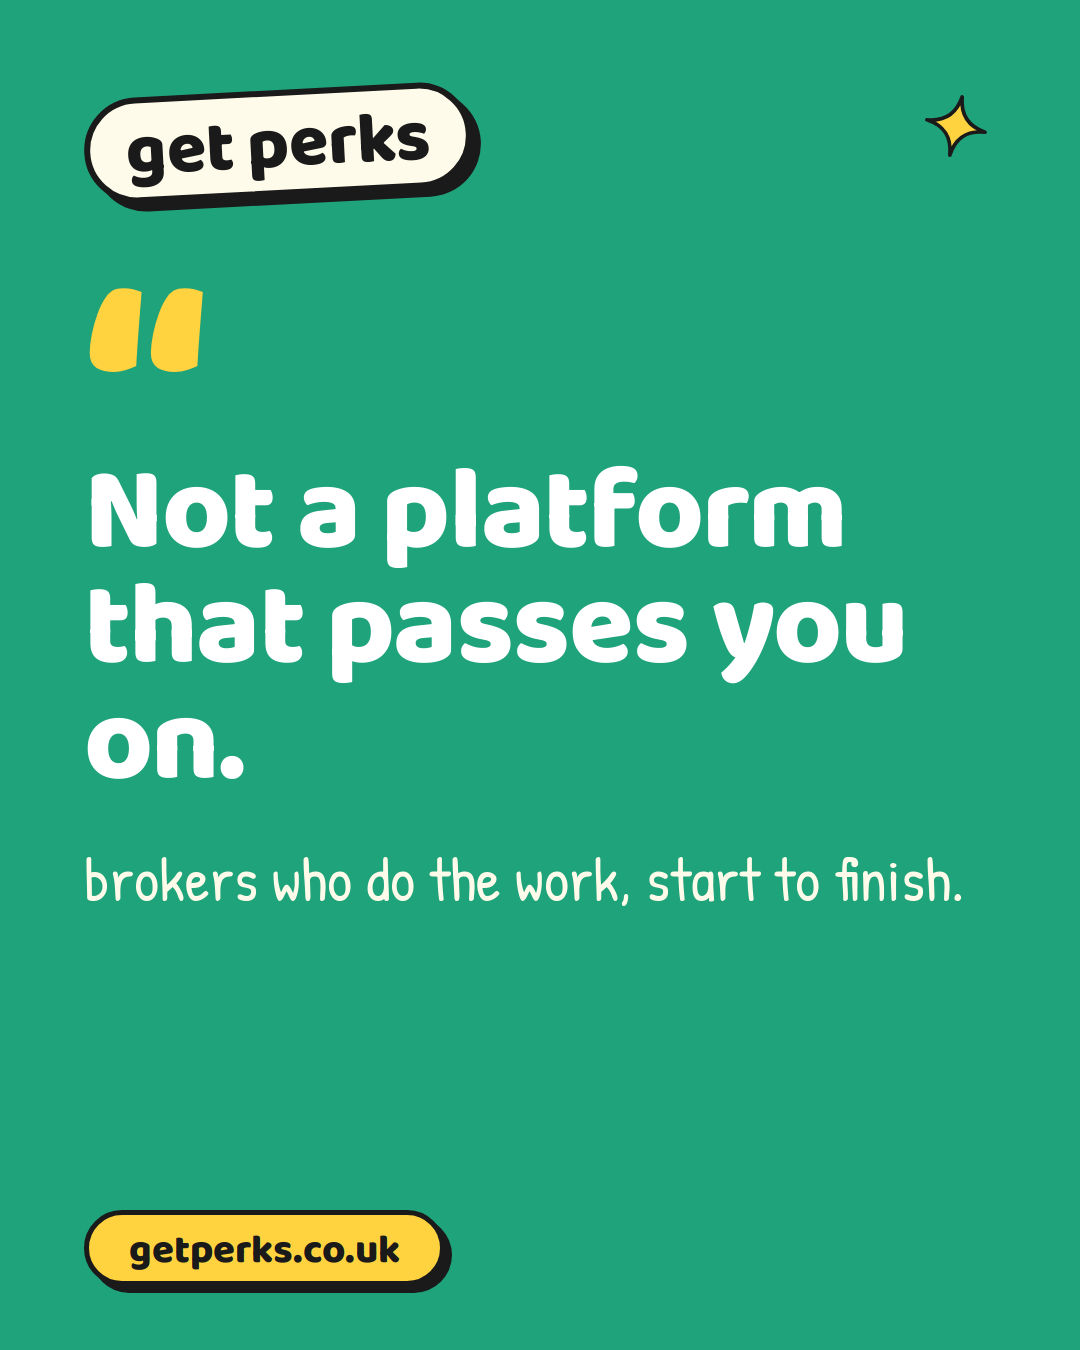 get perks
“
Not a platform
that passes you
on.
brokers who do the work, start to finish.
getperks.co.uk